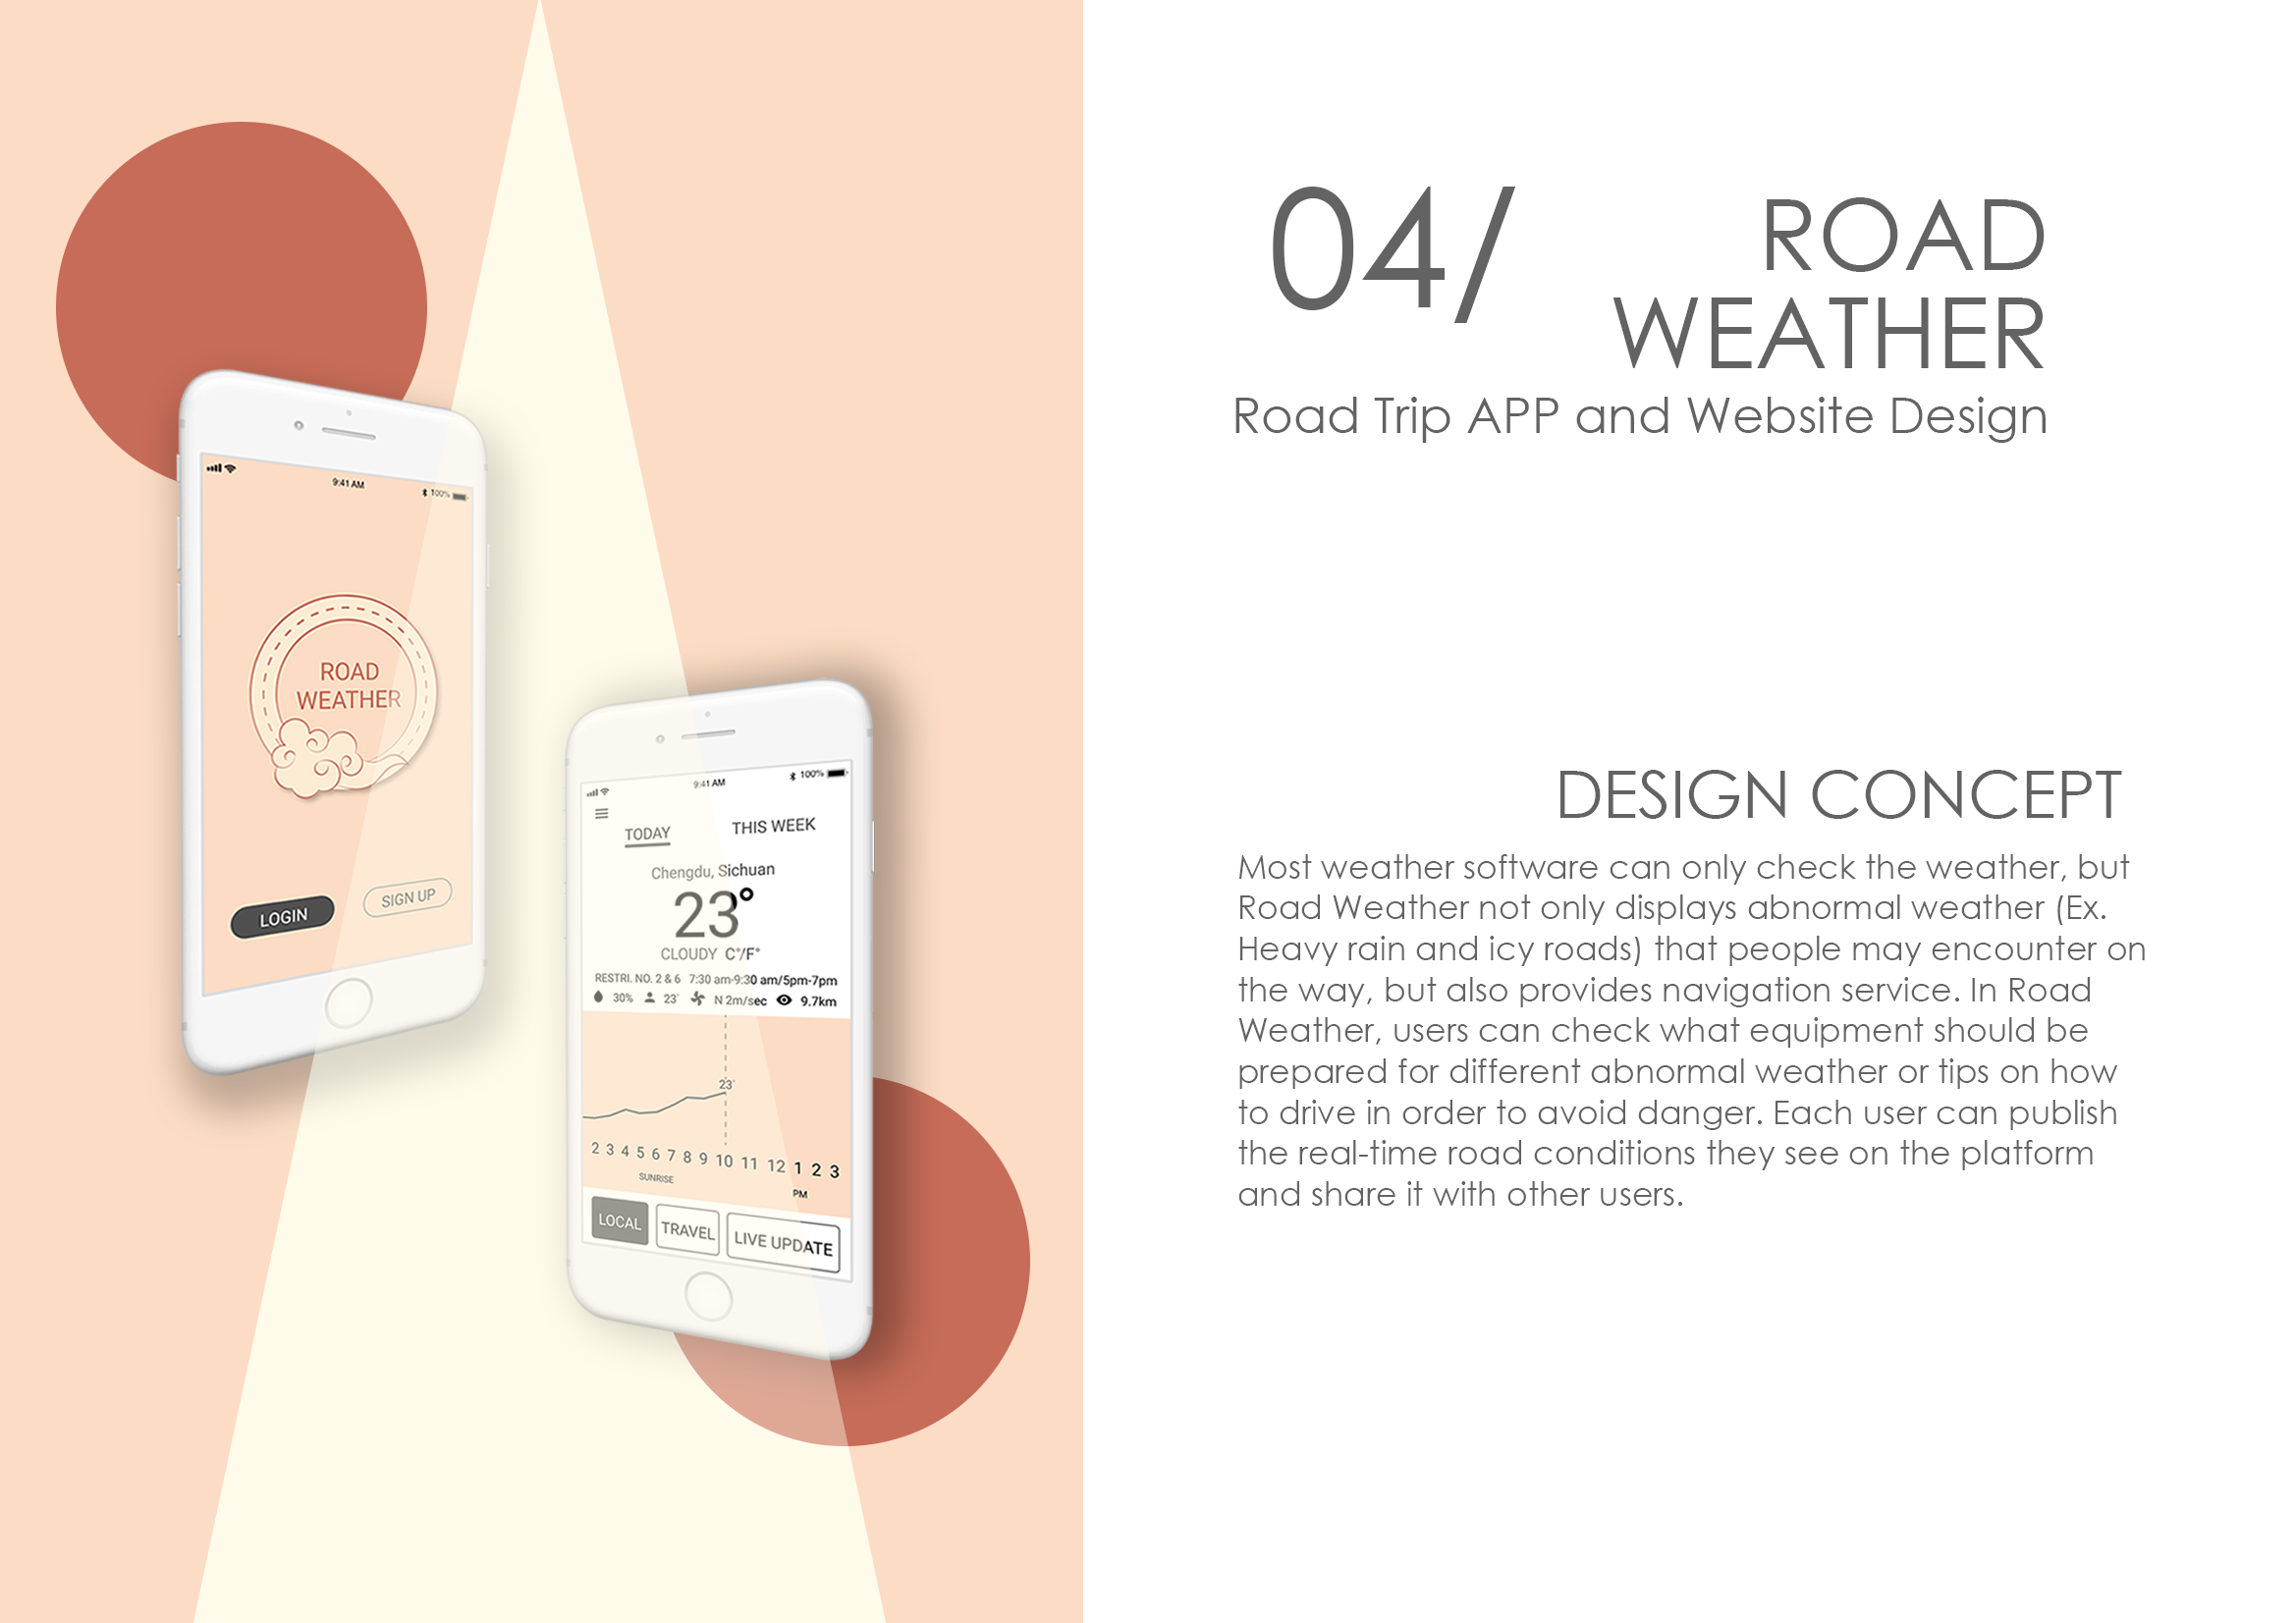 04/
ROAD
WEATHER
Road Trip APP and Website Design
DESIGN CONCEPT
Most weather software can only check the weather, but
Road Weather not only displays abnormal weather (Ex.
Heavy rain and icy roads) that people may encounter on
the way, but also provides navigation service. In Road
Weather, users can check what equipment should be
prepared for different abnormal weather or tips on how
to drive in order to avoid danger. Each user can publish
the real-time road conditions they see on the platform
and share it with other users.
9:41 AM
100%
ROAD
WEATHER
LOGIN
SIGN UP
9:41 AM
100%
TODAY
THIS WEEK
Chengdu, Sichuan
23°
CLOUDY C°/F°
RESTRI. NO. 2 & 6 7:30 am-9:30 am/5pm-7pm
30% 23° N 2m/sec 9.7km
23°
2 3 4 5 6 7 8 9 10 11 12 1 2 3
SUNRISE
PM
LOCAL
TRAVEL
LIVE UPDATE